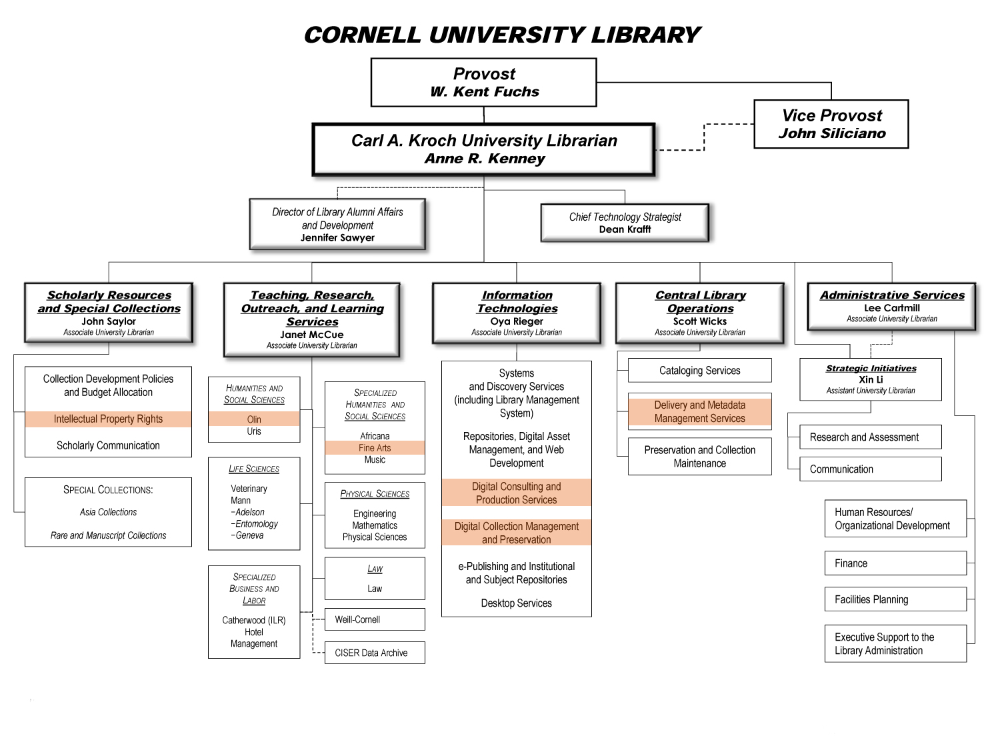 CORNELL UNIVERSITY LIBRARY
Provost
W. Kent Fuchs
Vice Provost
John Siliciano
Carl A. Kroch University Librarian
Anne R. Kenney
Director of Library Alumni Affairs
and Development
Jennifer Sawyer
Chief Technology Strategist
Dean Krafft
Scholarly Resources
and Special Collections
John Saylor
Associate University Librarian
Collection Development Policies
and Budget Allocation
Intellectual Property Rights
Scholarly Communication
SPECIAL COLLECTIONS:
Asia Collections
Rare and Manuscript Collections
Teaching, Research,
Outreach, and Learning
Services
Janet McCue
Associate University Librarian
HUMANITIES AND
SOCIAL SCIENCES
Olin
Uris
LIFE SCIENCES
Veterinary
Mann
–Adelson
–Entomology
–Geneva
SPECIALIZED
BUSINESS AND
LABOR
Catherwood (ILR)
Hotel
Management
SPECIALIZED
HUMANITIES AND
SOCIAL SCIENCES
Africana
Fine Arts
Music
PHYSICAL SCIENCES
Engineering
Mathematics
Physical Sciences
LAW
Law
Weill-Cornell
CISER Data Archive
Information
Technologies
Oya Rieger
Associate University Librarian
Systems
and Discovery Services
(including Library Management
System)
Repositories, Digital Asset
Management, and Web
Development
Digital Consulting and
Production Services
Digital Collection Management
and Preservation
e-Publishing and Institutional
and Subject Repositories
Desktop Services
Central Library
Operations
Scott Wicks
Associate University Librarian
Cataloging Services
Delivery and Metadata
Management Services
Preservation and Collection
Maintenance
Administrative Services
Lee Cartmill
Associate University Librarian
Strategic Initiatives
Xin Li
Assistant University Librarian
Research and Assessment
Communication
Human Resources/
Organizational Development
Finance
Facilities Planning
Executive Support to the
Library Administration